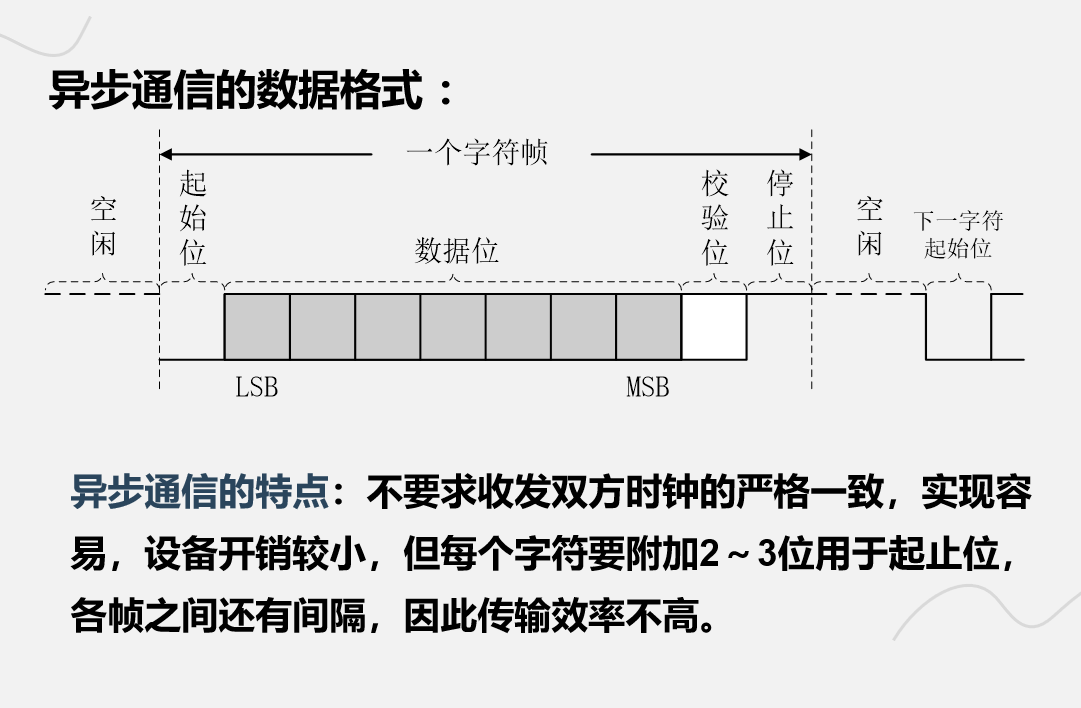 异步通信的数据格式：
一个字符帧
空闲
起始位
数据位
校验位
停止位
空闲
下一字符
起始位
LSB
MSB
异步通信的特点：不要求收发双方时钟的严格一致，实现容
易，设备开销较小，但每个字符要附加2～3位用于起止位，
各帧之间还有间隔，因此传输效率不高。